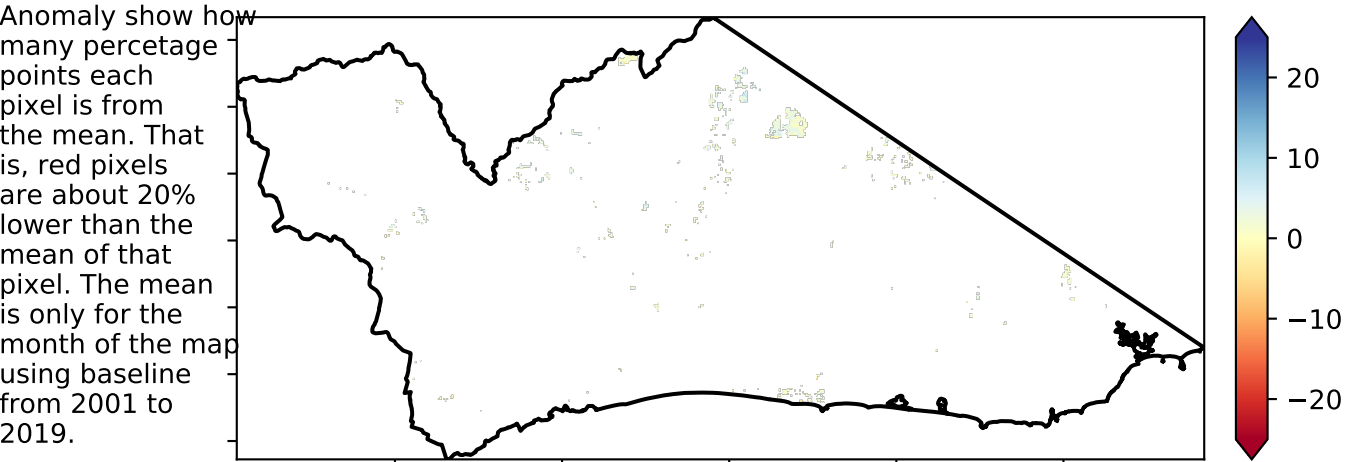 Anomaly show how
many percetage
points each
pixel is from
the mean. That
is, red pixels
are about 20%
lower than the
mean of that
pixel. The mean
is only for the
month of the map
using baseline
from 2001 to
2019.
20
10
0
−10
−20